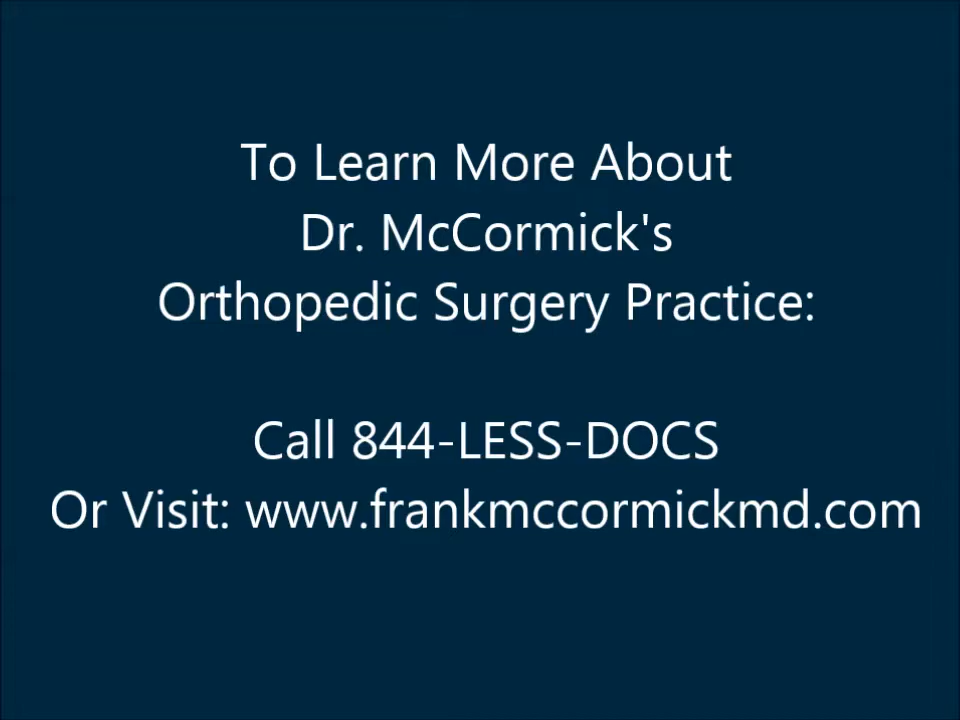 To Learn More About
Dr. McCormick's
Orthopedic Surgery Practice:
Call 844-LESS-DOCS
Or Visit: www.frankmccormickmd.com